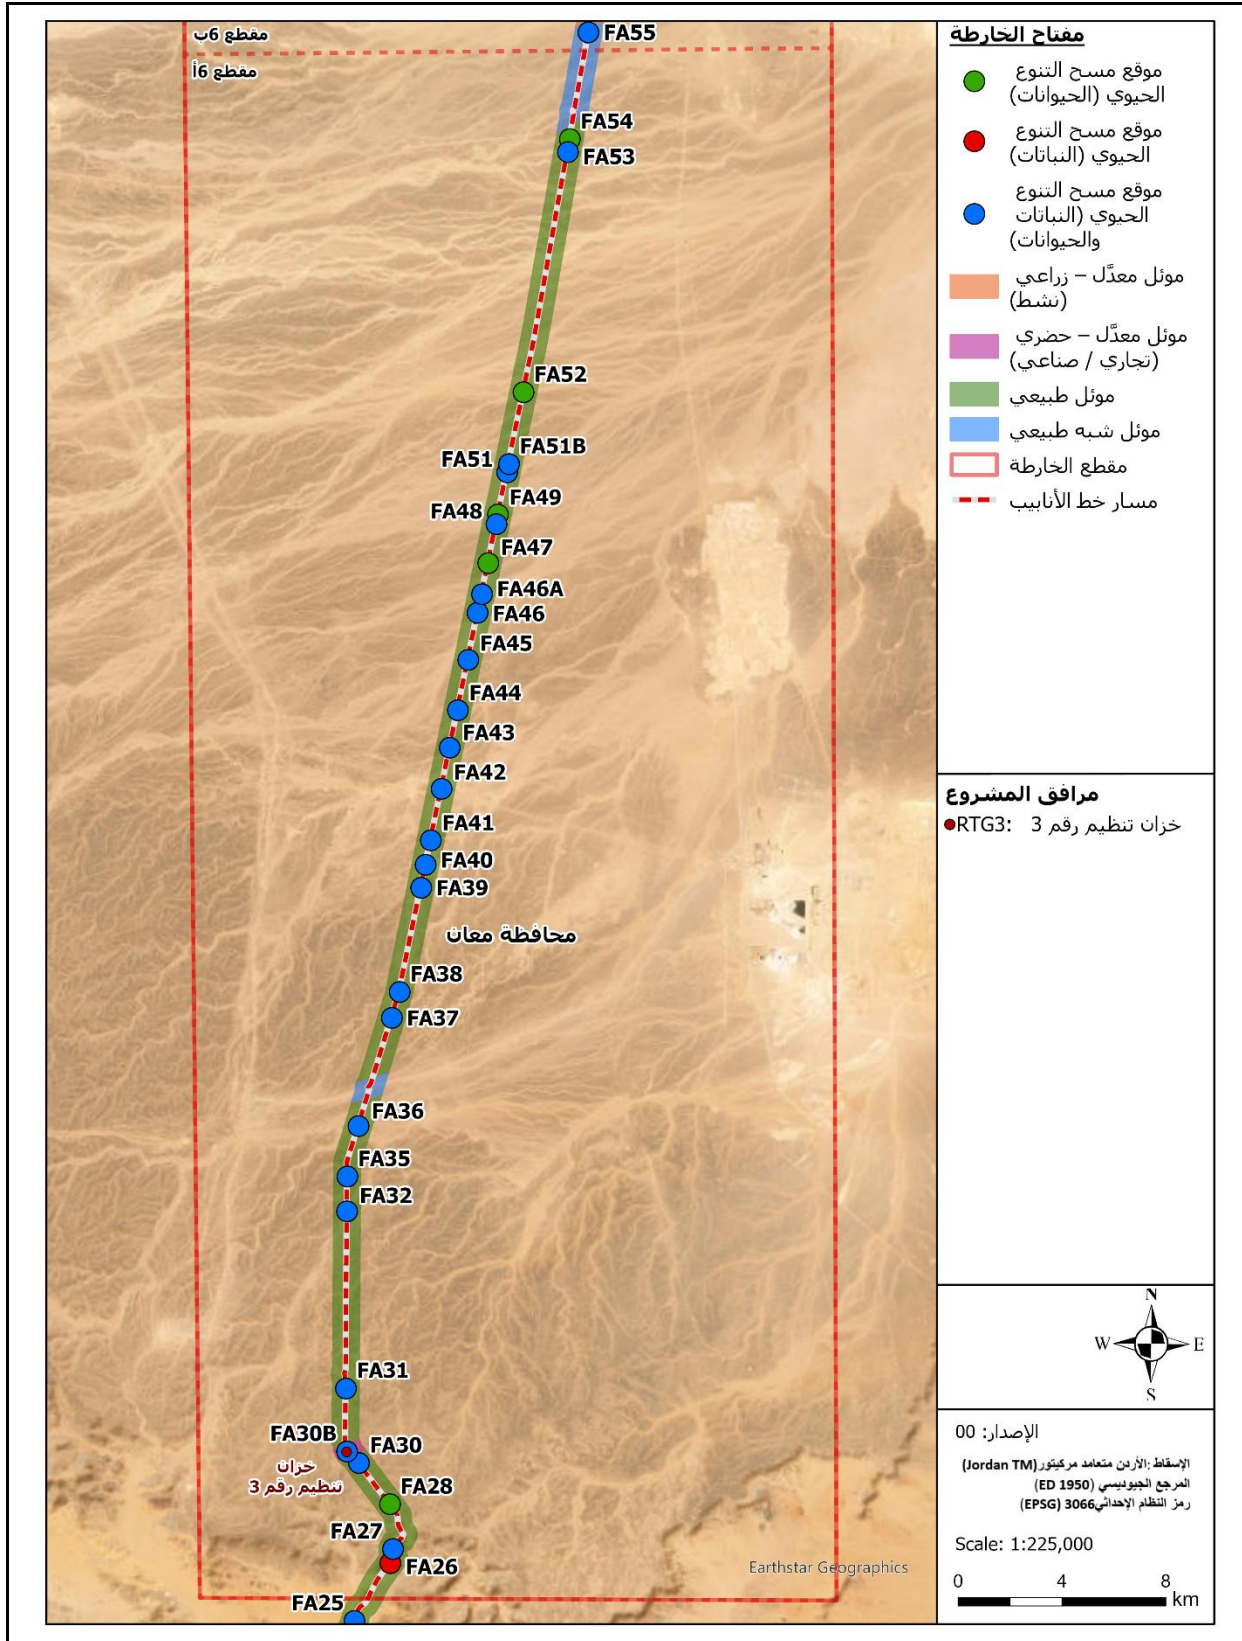 مقطع 6ب
مقطع 6أ
FA55
FA54
FA53
FA52
FA51B
FA51
FA49
FA48
FA47
FA46A
FA46
FA45
FA44
FA43
FA42
FA41
FA40
FA39
محافظة معان
FA38
FA37
FA36
FA35
FA32
FA31
FA30B
FA30
خزان
تنظيم رقم 3
FA28
FA27
FA26
FA25
Earthstar Geographics
مفتاح الخارطة
موقع مسح التنوع
الحيوي (الحيوانات)
موقع مسح التنوع
الحيوي (النباتات)
موقع مسح التنوع
الحيوي (النباتات
والحيوانات)
موئل معدَّل – زراعي
(نشط)
موئل معدَّل – حضري
(تجاري / صناعي)
موئل طبيعي
موئل شبه طبيعي
مقطع الخارطة
مسار خط الأنابيب
مرافق المشروع
RTG3: خزان تنظيم رقم 3
N
W E
S
الإصدار: 00
الإسقاط :الأردن متعامد مركيتور(Jordan TM)
المرجع الجيوديسي (ED 1950)
رمز النظام الإحداثي3066 (EPSG)
Scale: 1:225,000
0 4 8
km